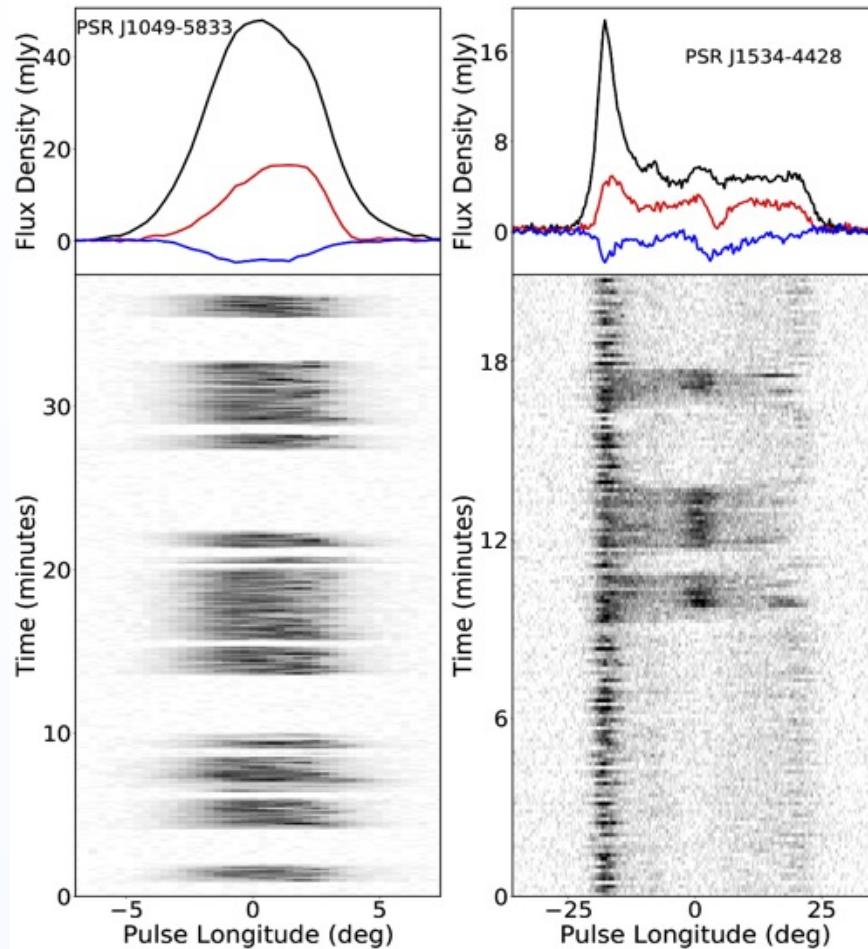 PSR J1049-5833
Flux Density (mJy)
40
20
0
Time (minutes)
30
20
10
0
−5 0 5
Pulse Longitude (deg)
PSR J1534-4428
Flux Density (mJy)
16
8
0
Time (minutes)
18
12
6
0
−25 0 25
Pulse Longitude (deg)